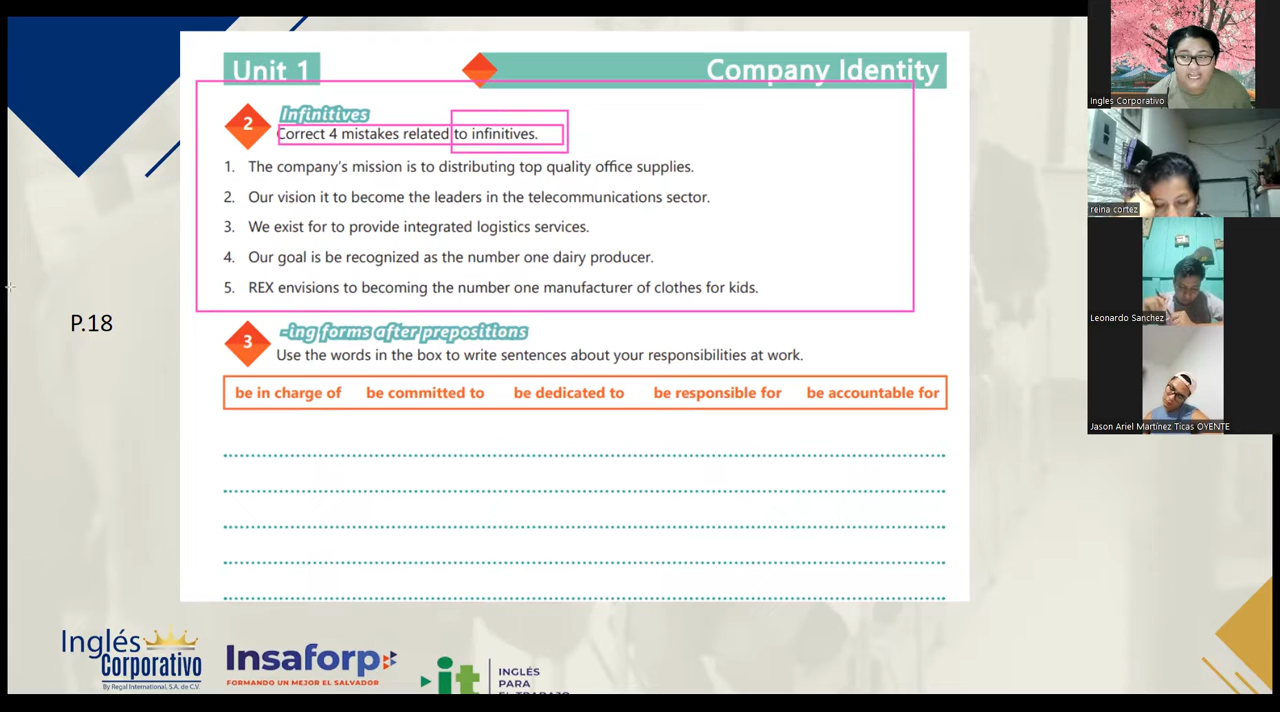 Unit 1
Company Identity
2
Infinitives
Correct 4 mistakes related to infinitives.
1. The company's mission is to distributing top quality office supplies.
2. Our vision it to become the leaders in the telecommunications sector.
3. We exist for to provide integrated logistics services.
4. Our goal is be recognized as the number one dairy producer.
5. REX envisions to becoming the number one manufacturer of clothes for kids.
P.18
3
-ing forms after prepositions
Use the words in the box to write sentences about your responsibilities at work.
be in charge of be committed to be dedicated to be responsible for be accountable for
Inglés
Corporativo
By Regal International, S.A. de C.V.
Insaforp
FORMANDO UN MEJOR EL SALVADOR
it
INGLÉS
PARA
EL TRABAJO
Ingles Corporativo
reina cortez
Leonardo Sanchez
Jason Ariel Martínez Ticas OYENTE